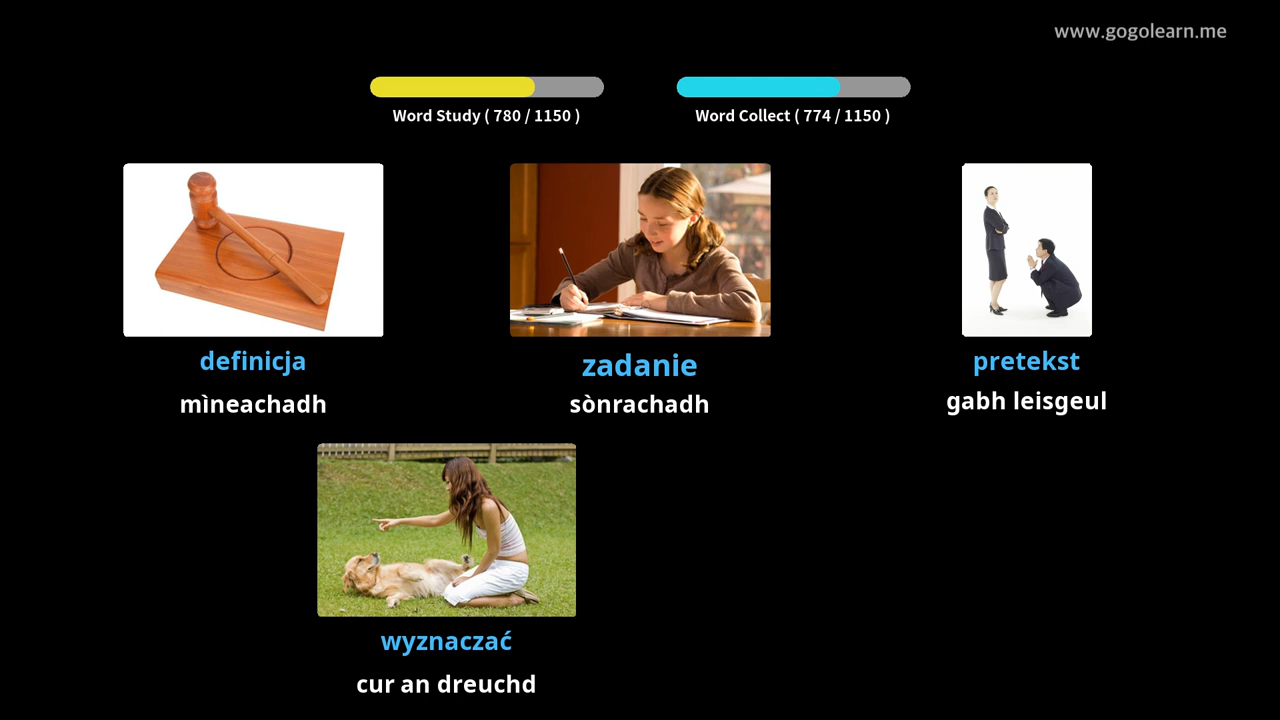 www.gogolearn.me
Word Study ( 780 / 1150 )
Word Collect ( 774 / 1150 )
definicja
mìneachadh
zadanie
sònrachadh
pretekst
gabh leisgeul
wyznaczać
cur an dreuchd